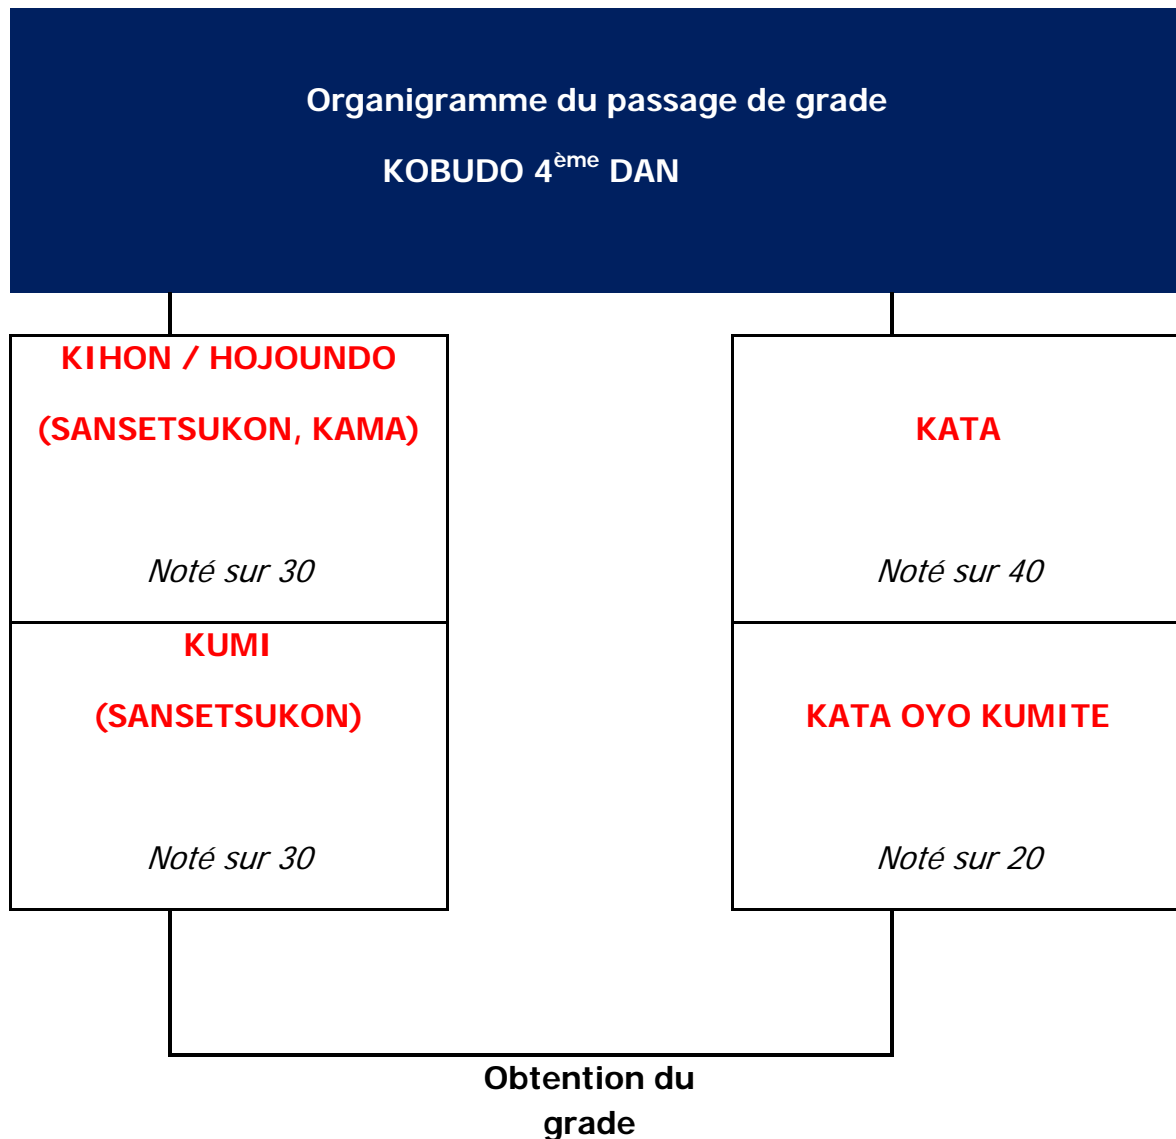 Organigramme du passage de grade
KOBUDO 4ème DAN
KIHON / HOJOUNDO
(SANSETSUKON, KAMA)
Noté sur 30
KUMI
(SANSETSUKON)
Noté sur 30
KATA
Noté sur 40
KATA OYO KUMITE
Noté sur 20
Obtention du
grade